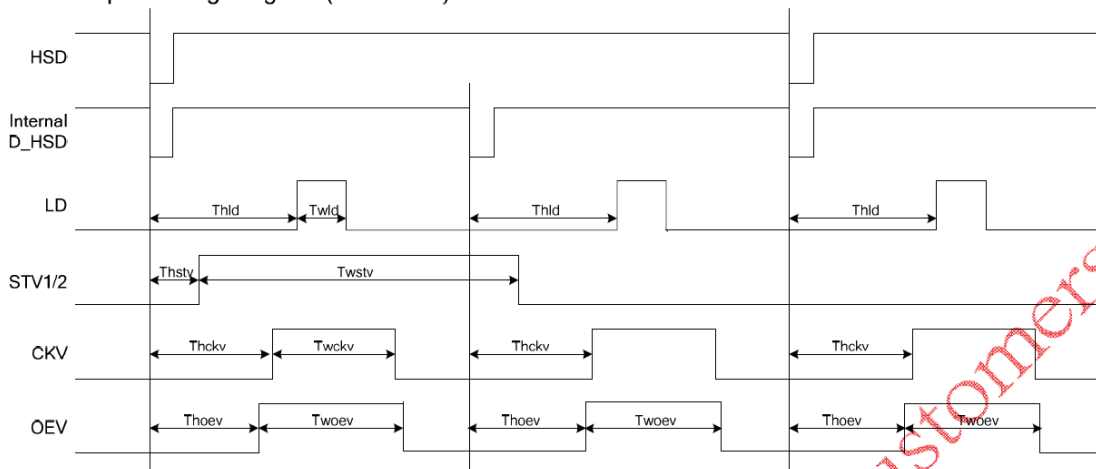 HSD
Internal
D_HSD
LD
Thld
Twld
Thld
Thld
STV1/2
Thstv
Twstv
CKV
Thckv
Twckv
Thckv
Thckv
OEV
Thoev
Twoev
Thoev
Twoev
Thoev
Twoev
ustomers